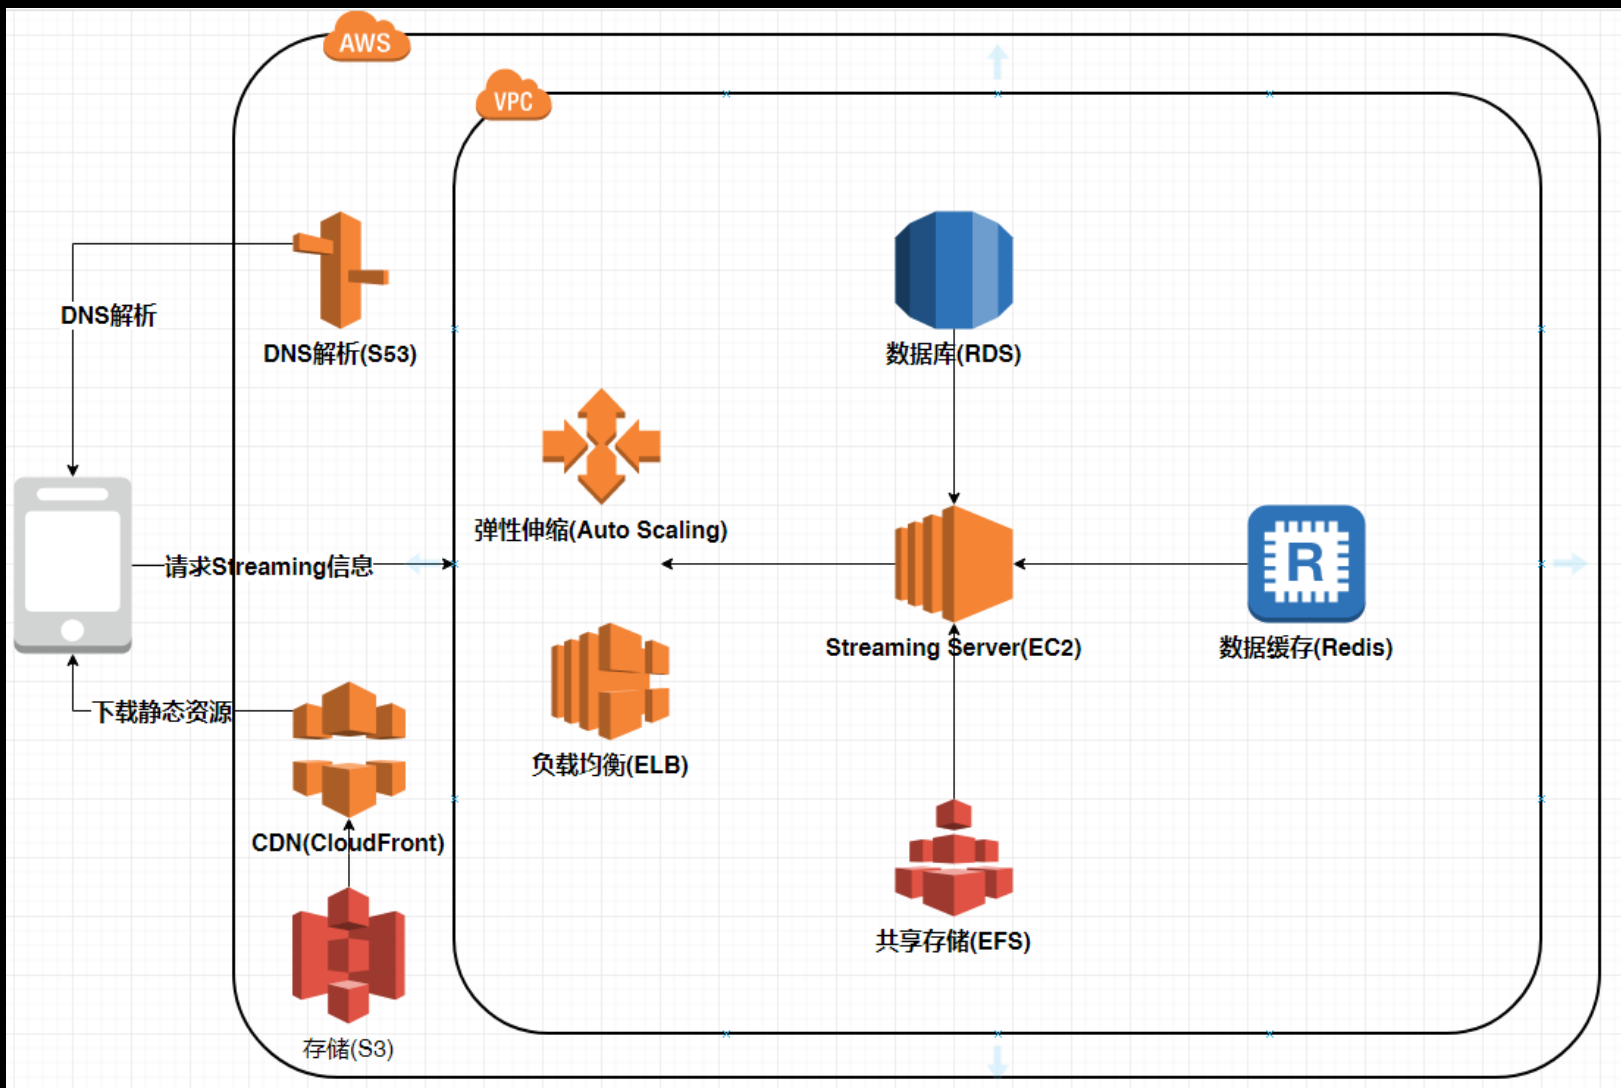 AWS
VPC
DNS解析
DNS解析(S53)
数据库(RDS)
弹性伸缩(Auto Scaling)
请求Streaming信息
R
Streaming Server(EC2)
数据缓存(Redis)
下载静态资源
负载均衡(ELB)
CDN(CloudFront)
共享存储(EFS)
存储(S3)